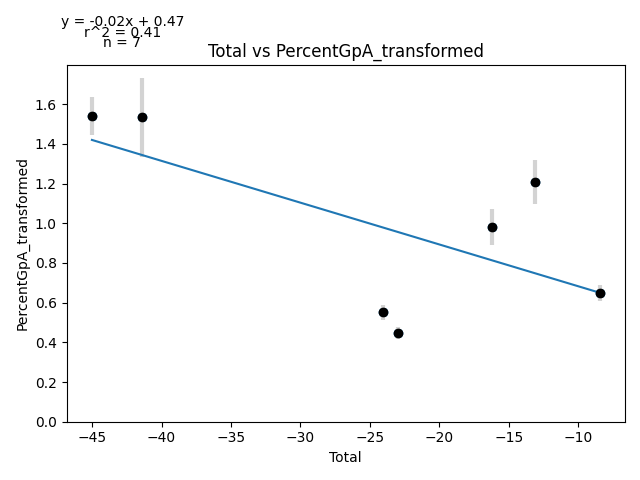 y = -0.02x + 0.47
r^2 = 0.41
n = 7
Total vs PercentGpA_transformed
PercentGpA_transformed
1.6
1.4
1.2
1.0
0.8
0.6
0.4
0.2
0.0
−45 −40 −35 −30 −25 −20 −15 −10
Total